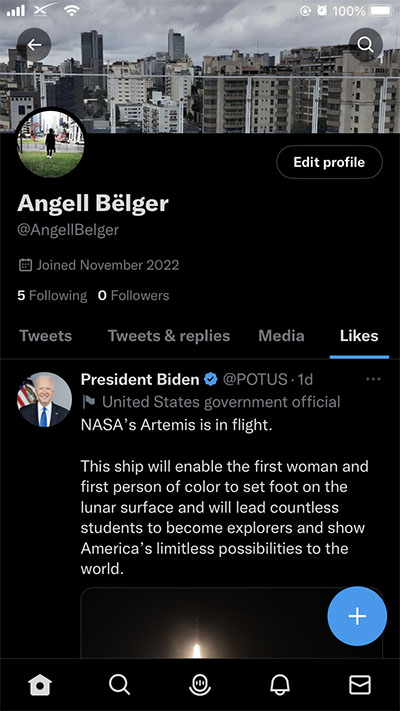 100%
Edit profile
Angell Bëlger
@AngellBelger
Joined November 2022
5 Following 0 Followers
Tweets Tweets & replies Media Likes
President Biden @POTUS · 1d
United States government official
NASA’s Artemis is in flight.
This ship will enable the first woman and
first person of color to set foot on the
lunar surface and will lead countless
students to become explorers and show
America’s limitless possibilities to the
world.